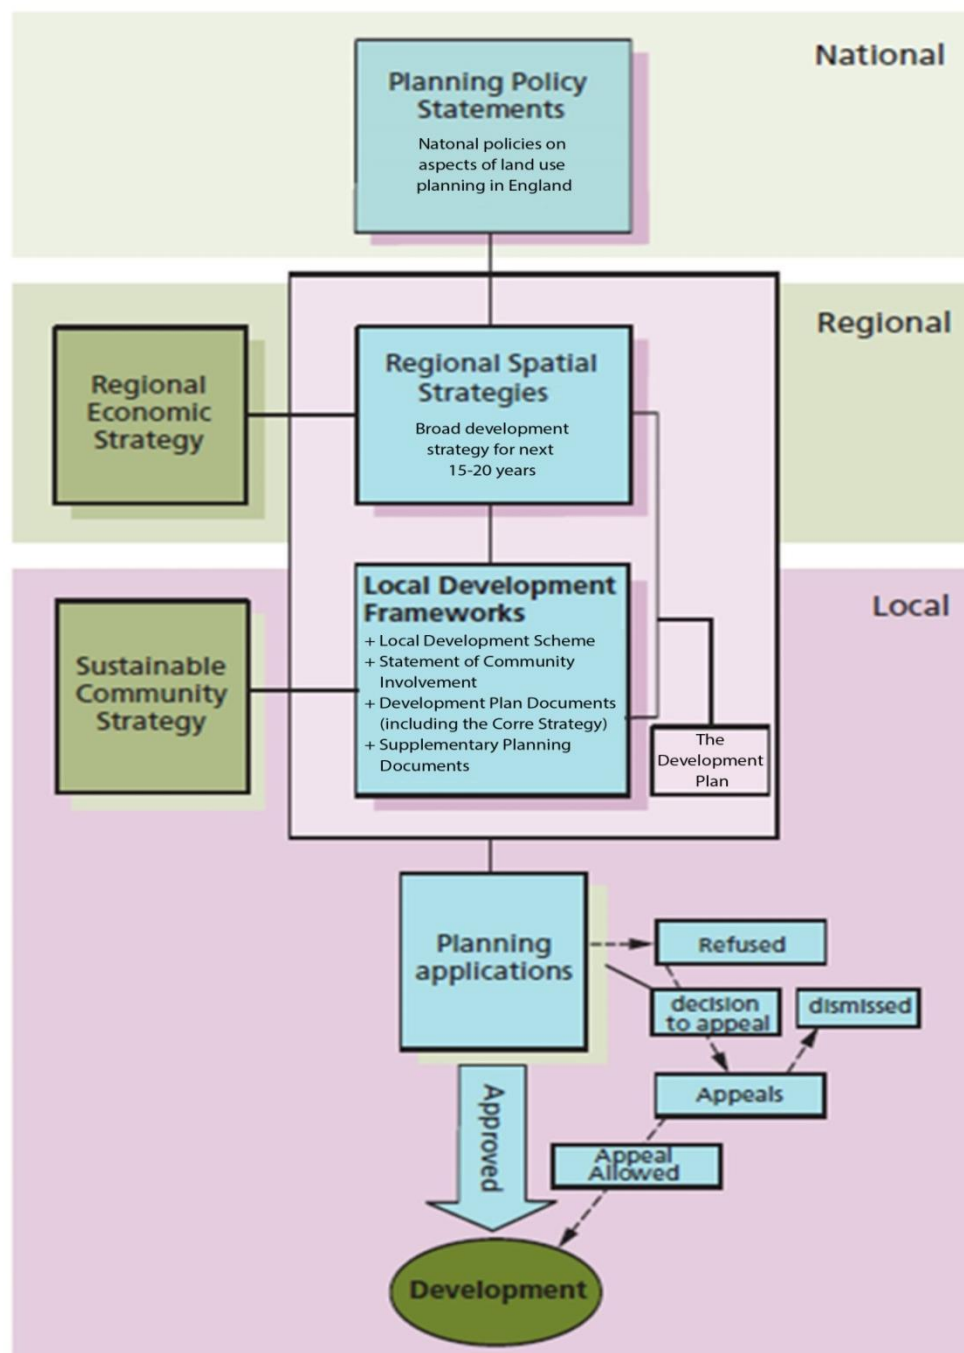 National
Planning Policy
Statements
Natonal policies on
aspects of land use
planning in England
Regional
Regional
Economic
Strategy
Regional Spatial
Strategies
Broad development
strategy for next
15-20 years
Local
Sustainable
Community
Strategy
Local Development
Frameworks
+ Local Development Scheme
+ Statement of Community
Involvement
+ Development Plan Documents
(including the Corre Strategy)
+ Supplementary Planning
Documents
The
Development
Plan
Planning
applications
Refused
decision
to appeal
dismissed
Appeals
Appeal
Allowed
Approved
Development